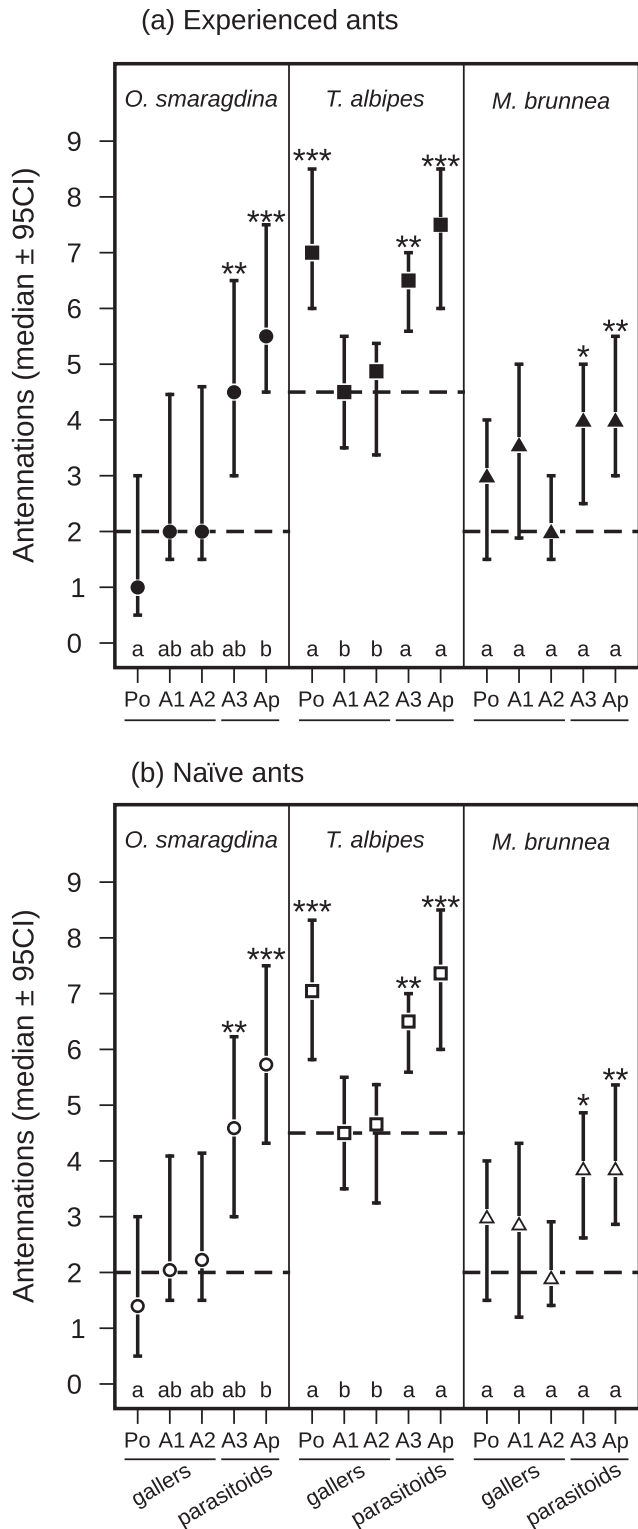 (a) Experienced ants
O. smaragdina T. albipes M. brunnea
Antennations (median ± 95CI)
9
8
7
6
5
4
3
2
1
0
*** *** ** *** ** * **
a ab ab ab b a b b a a a a a a a
Po A1 A2 A3 Ap Po A1 A2 A3 Ap Po A1 A2 A3 Ap
(b) Naïve ants
O. smaragdina T. albipes M. brunnea
Antennations (median ± 95CI)
9
8
7
6
5
4
3
2
1
0
*** *** *** ** ** * **
a ab ab ab b a b b a a a a a a a
Po A1 A2 A3 Ap Po A1 A2 A3 Ap Po A1 A2 A3 Ap
gallers parasitoids gallers parasitoids gallers parasitoids